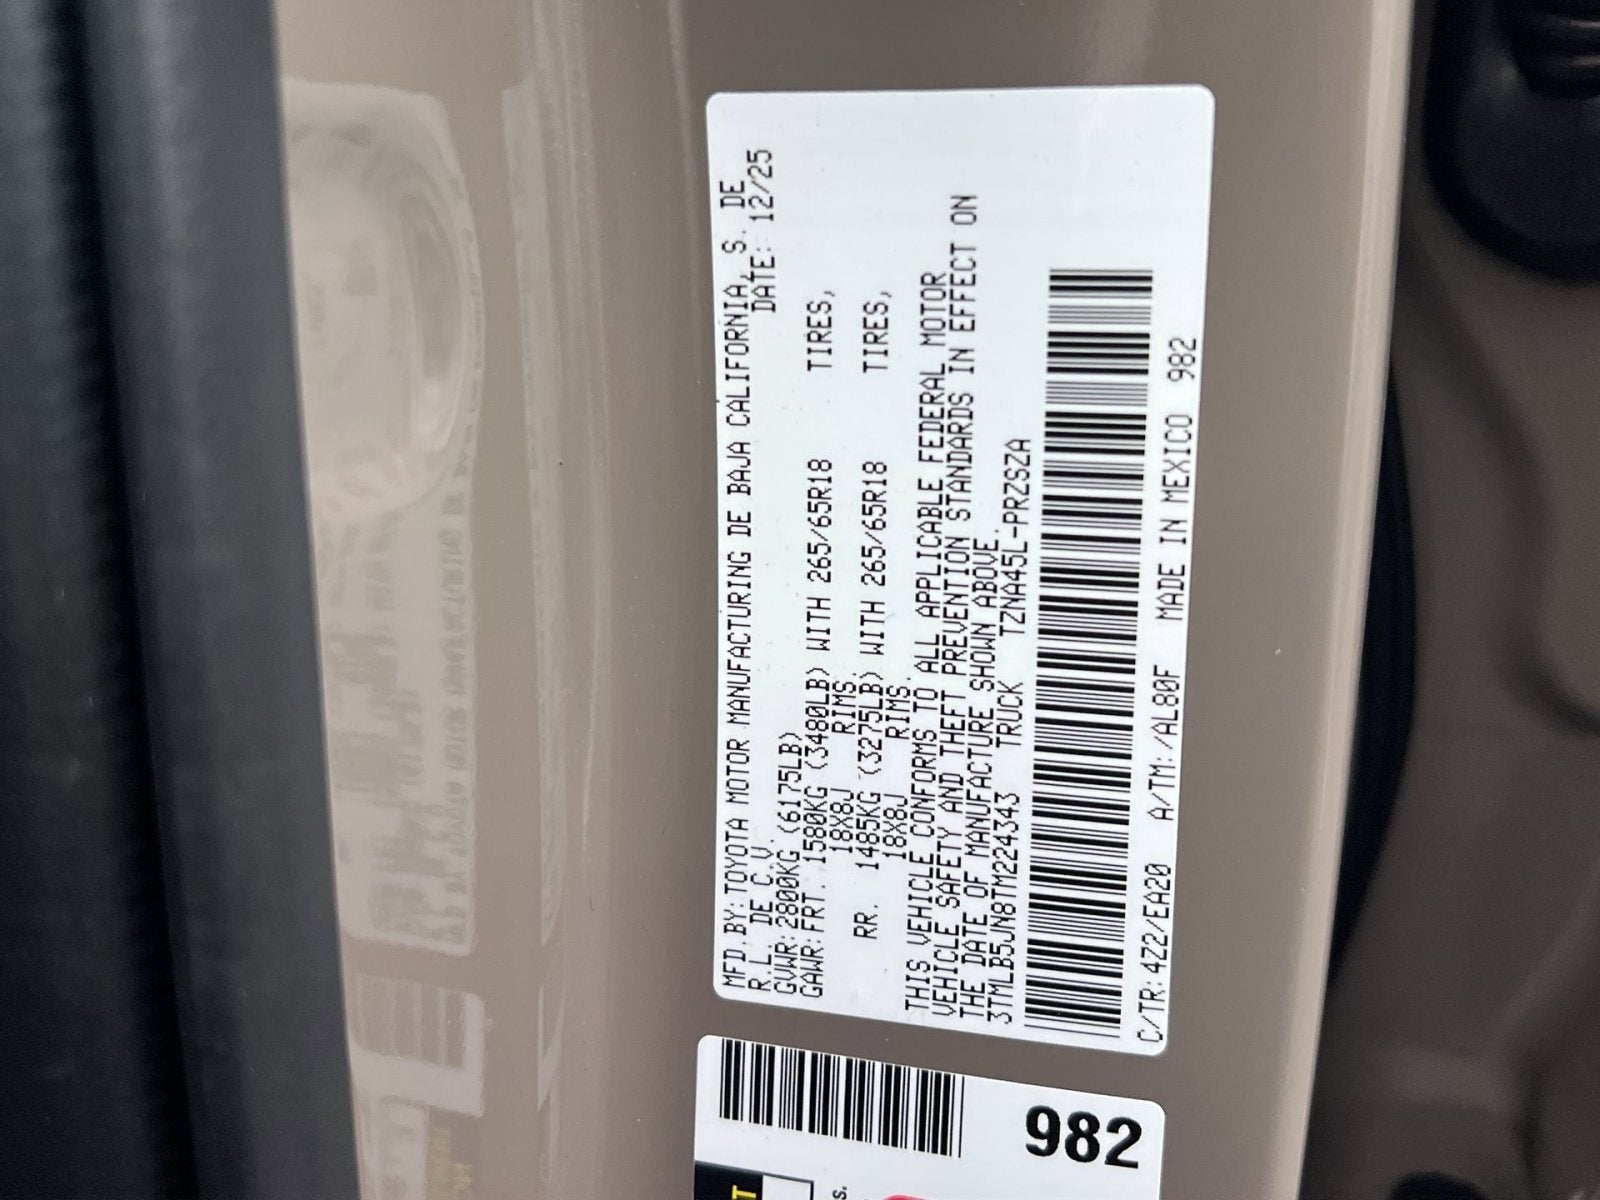 MFD.BY:TOYOTA MOTOR MANUFACTURING DE BAJA CALIFORNIA, S. DE
R.L. DE C.V. DATE: 12/25
GVWR:2800KG (6175LB)
GAWR:FRT. 1580KG (3480LB) WITH 265/65R18 TIRES,
18X8J RIMS.
RR. 1485KG (3275LB) WITH 265/65R18 TIRES,
18X8J RIMS.
THIS VEHICLE CONFORMS TO ALL APPLICABLE FEDERAL MOTOR
VEHICLE SAFETY AND THEFT PREVENTION STANDARDS IN EFFECT ON
THE DATE OF MANUFACTURE SHOWN ABOVE.
3TMLB5JN8TM224343 TRUCK TZNA45L-PRZSZA
C/TR:4Z2/EA20 A/TM:/AL80F MADE IN MEXICO 982
982